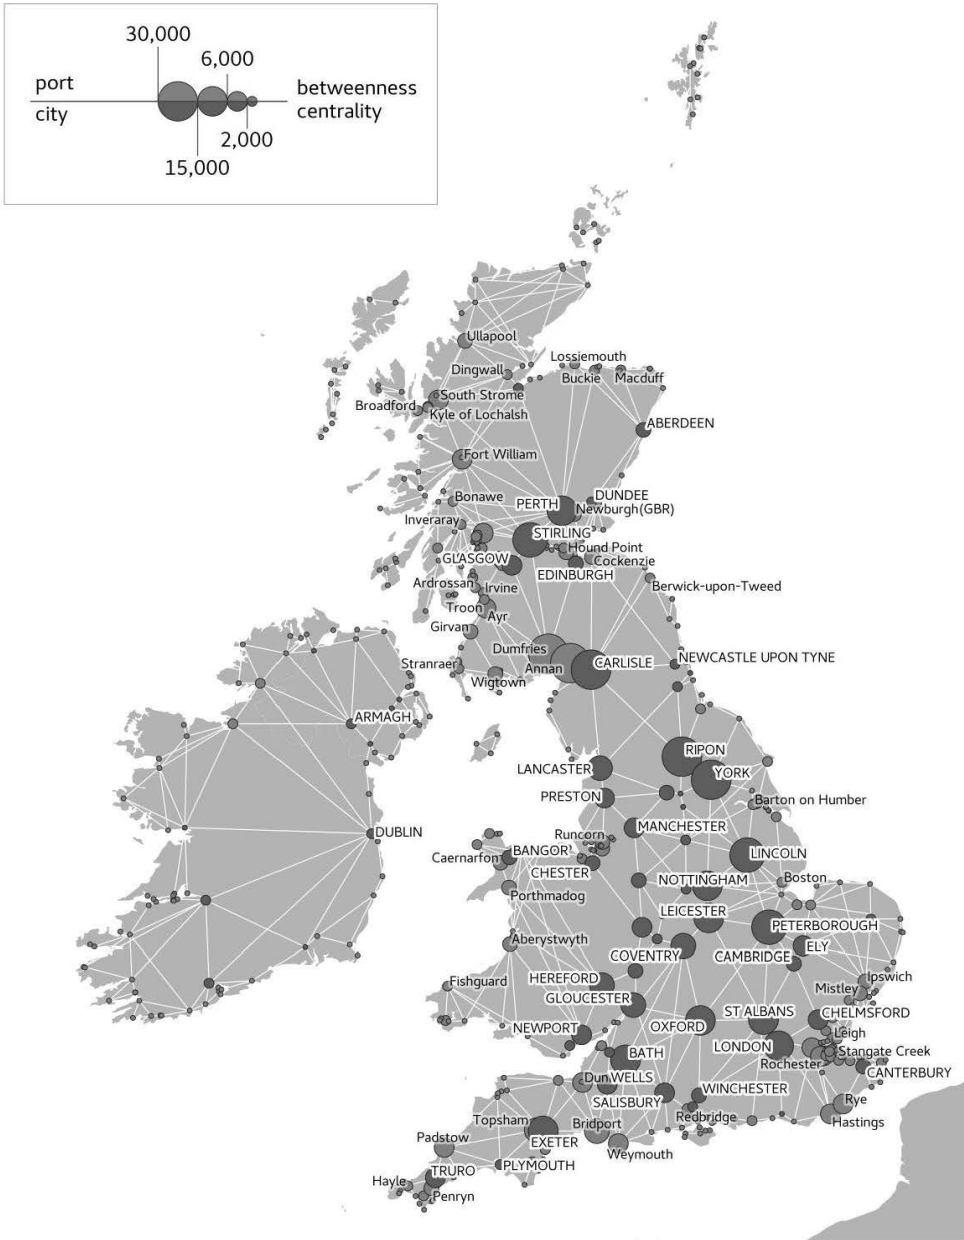 30,000
6,000
port
betweenness
city
centrality
2,000
15,000
Ullapool
Lossiemouth
Dingwall
Buckie
Macduff
South Strome
Broadford
Kyle of Lochalsh
ABERDEEN
Fort William
Bonawe
PERTH
DUNDEE
Newburgh(GBR)
Inveraray
STIRLING
Hound Point
GLASGOW
Cockenzie
EDINBURGH
Ardrossan
Irvine
Berwick-upon-Tweed
Troon
Ayr
Girvan
Dumfries
NEWCASTLE UPON TYNE
Stranraer
Annan
CARLISLE
Wigtown
ARMAGH
RIPON
LANCASTER
YORK
PRESTON
Barton on Humber
MANCHESTER
DUBLIN
Runcorn
BANGOR
LINCOLN
Caernarfon
CHESTER
NOTTINGHAM
Boston
Porthmadog
LEICESTER
PETERBOROUGH
Aberystwyth
ELY
COVENTRY
CAMBRIDGE
Fishguard
HEREFORD
Ipswich
Mistley
GLOUCESTER
ST ALBANS
CHELMSFORD
NEWPORT
OXFORD
Leigh
LONDON
BATH
Stangate Creek
Rochester
CANTERBURY
Dun
WELLS
WINCHESTER
SALISBURY
Rye
Topsham
Bridport
Redbridge
Hastings
Padstow
EXETER
Weymouth
PLYMOUTH
TRURO
Hayle
Penryn